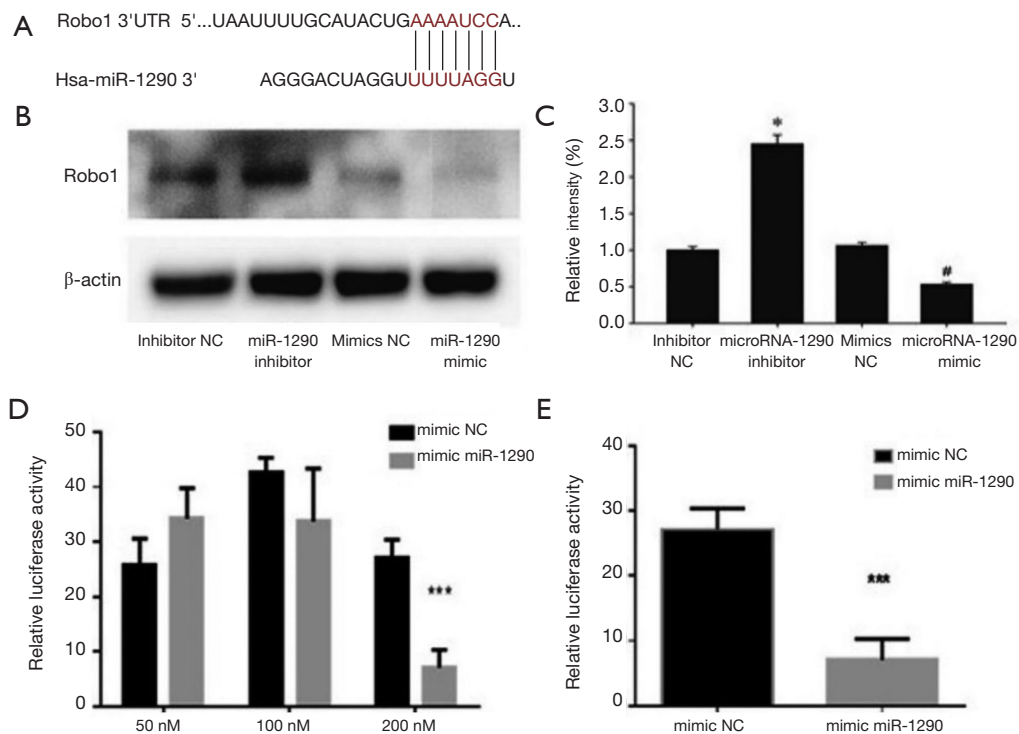 A
Robo1 3'UTR 5'...UAAUUUUGCAUACUGAAAAUCCA..
Hsa-miR-1290 3' AGGGACUAGGUUUUUAGGU
B
Robo1
β-actin
Inhibitor NC
miR-1290 inhibitor
Mimics NC
miR-1290 mimic
C
Relative intensity (%)
3.0
2.5
2.0
1.5
1.0
0.5
0.0
*
#
Inhibitor NC
microRNA-1290 inhibitor
Mimics NC
microRNA-1290 mimic
D
Relative luciferase activity
50
40
30
20
10
0
mimic NC
mimic miR-1290
***
50 nM
100 nM
200 nM
E
Relative luciferase activity
40
30
20
10
0
mimic NC
mimic miR-1290
***
mimic NC
mimic miR-1290